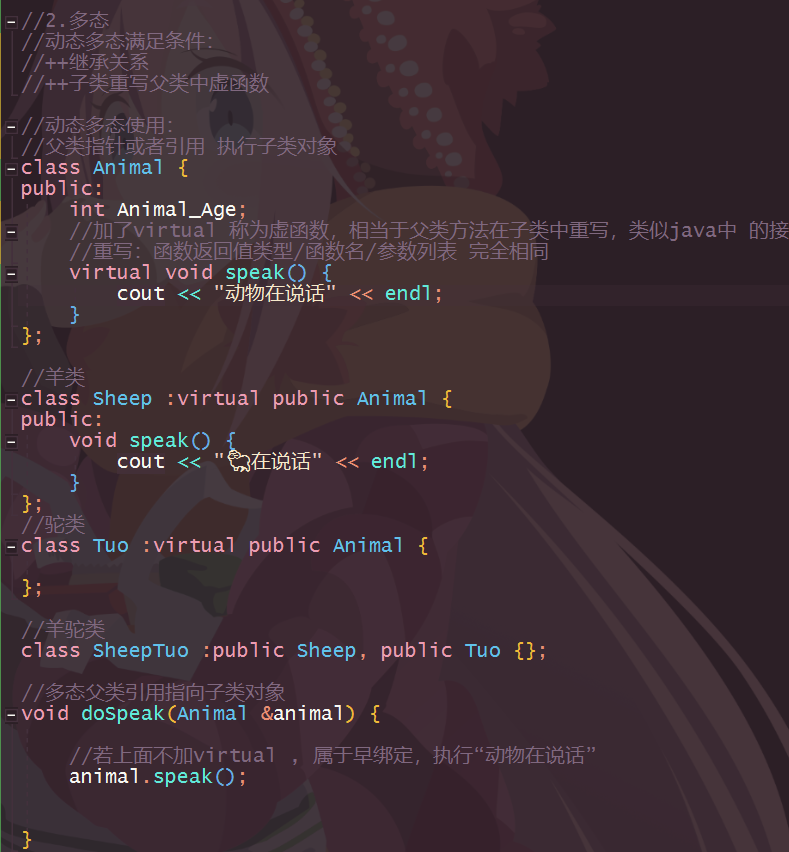 //2.多态
//动态多态满足条件:
//++继承关系
//++子类重写父类中虚函数
//动态多态使用:
//父类指针或者引用 执行子类对象
class Animal {
public:
    int Animal_Age;
    //加了virtual 称为虚函数，相当于父类方法在子类中重写，类似java中 的接
    //重写：函数返回值类型/函数名/参数列表 完全相同
    virtual void speak() {
        cout << "动物在说话" << endl;
    }
};
//羊类
class Sheep :virtual public Animal {
public:
    void speak() {
        cout << "🐑在说话" << endl;
    }
};
//驼类
class Tuo :virtual public Animal {
};
//羊驼类
class SheepTuo :public Sheep, public Tuo {};
//多态父类引用指向子类对象
void doSpeak(Animal &animal) {
    //若上面不加virtual ，属于早绑定，执行“动物在说话”
    animal.speak();
}